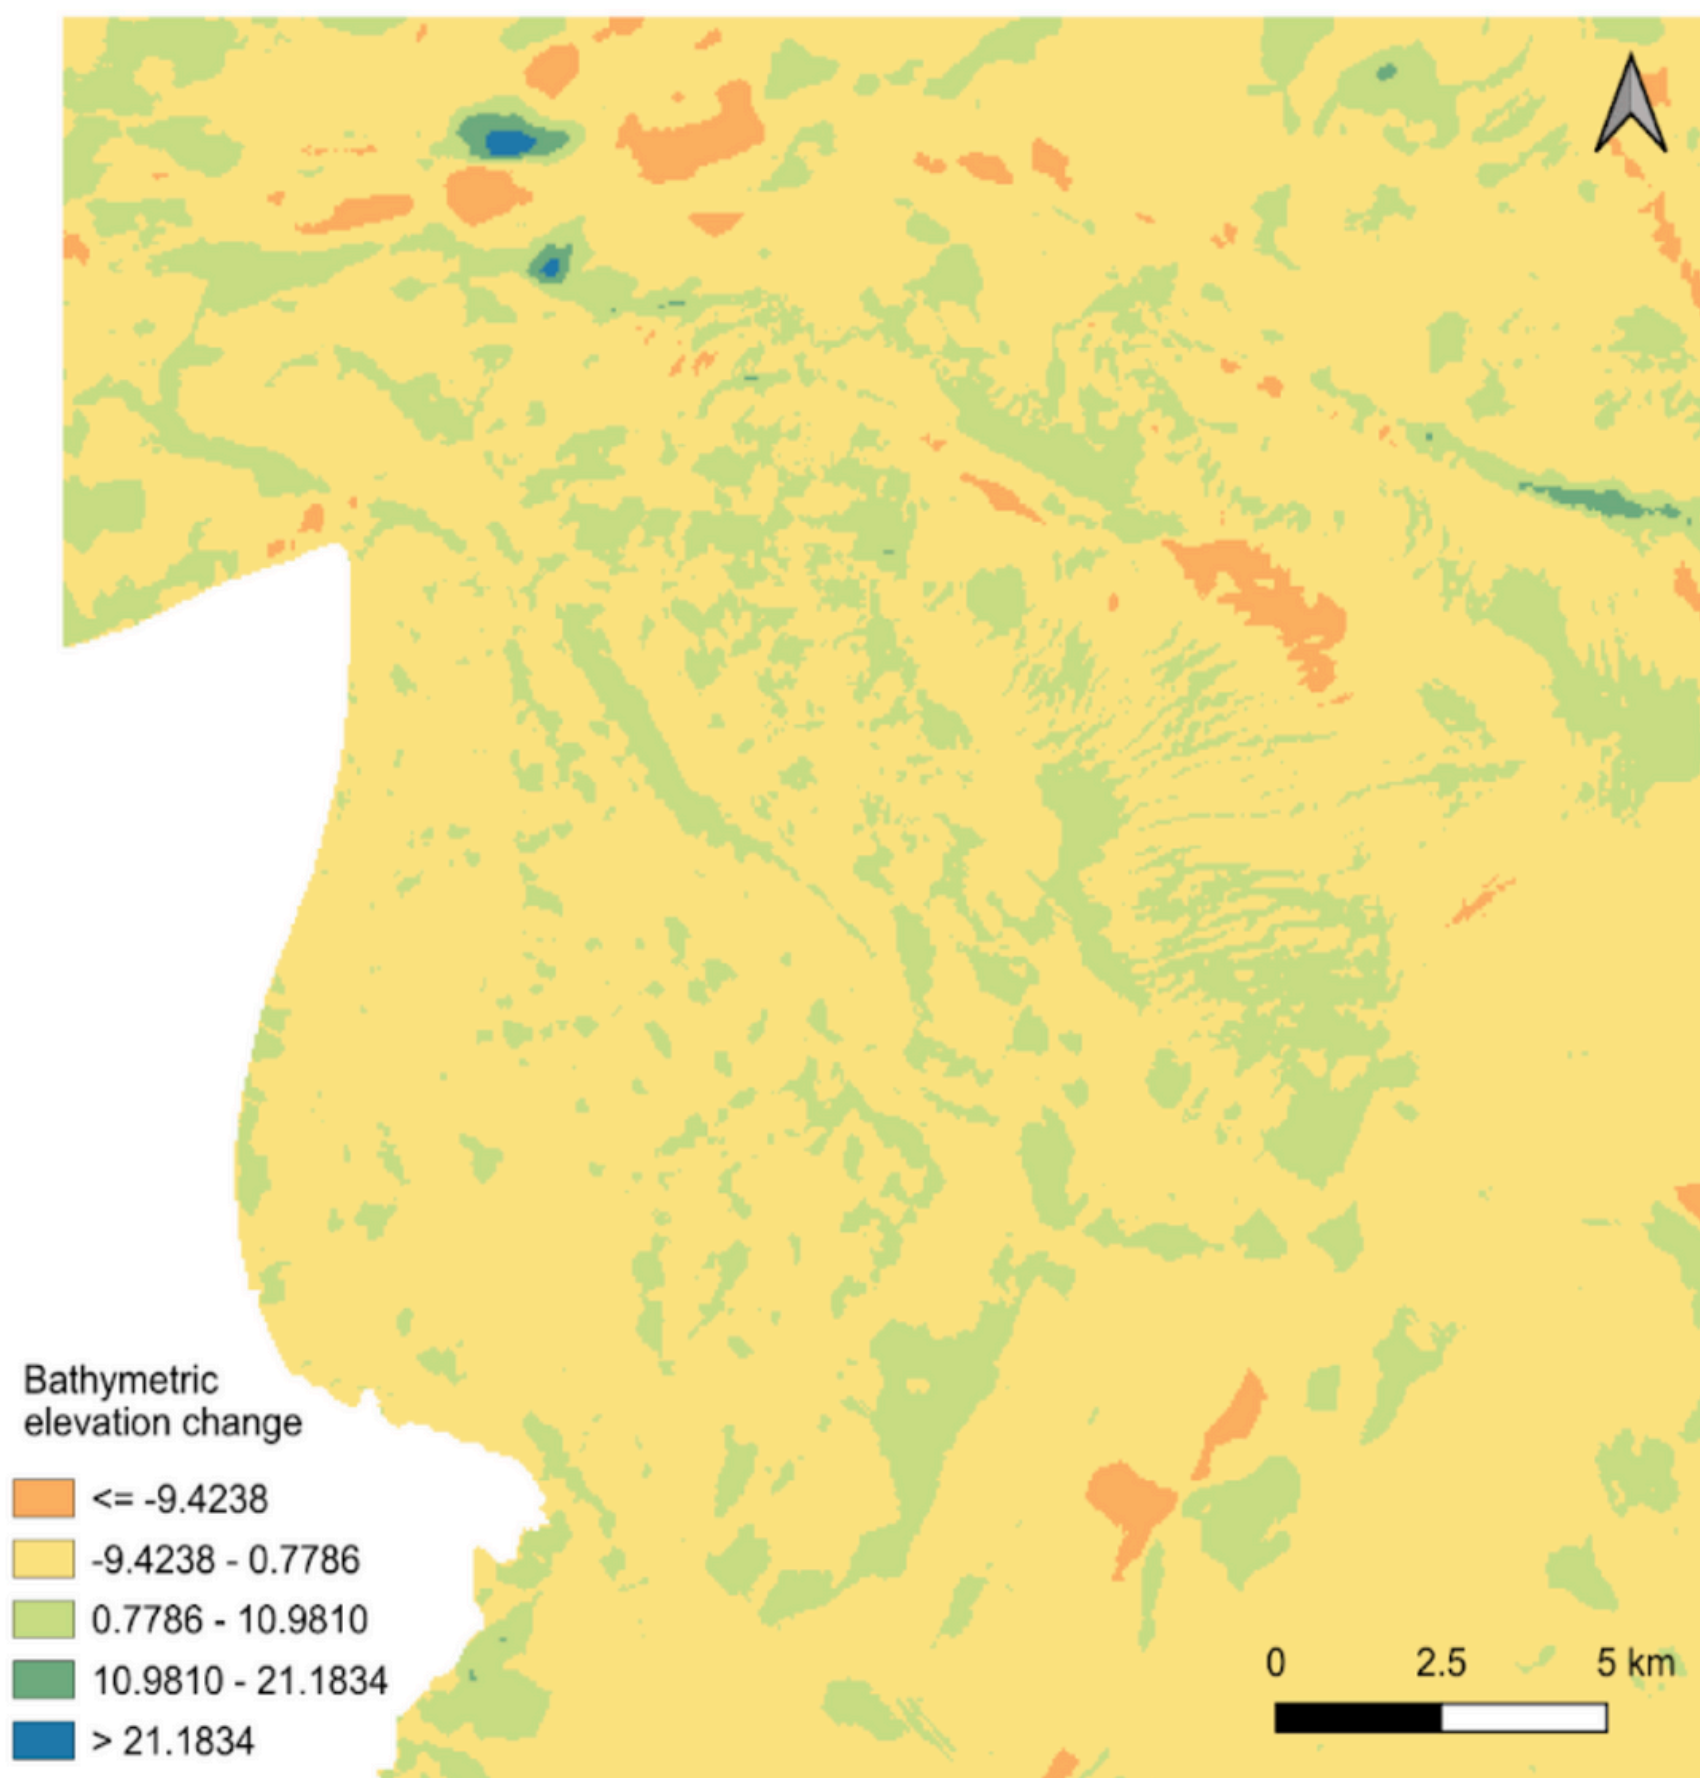 Bathymetric
elevation change
<= -9.4238
-9.4238 - 0.7786
0.7786 - 10.9810
10.9810 - 21.1834
> 21.1834
0 2.5 5 km